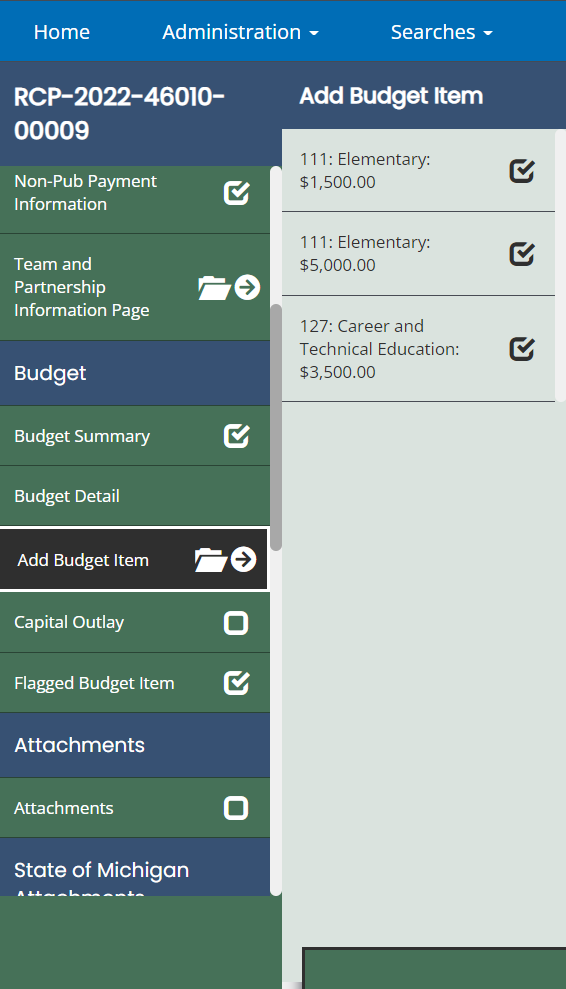 Home Administration Searches
RCP-2022-46010-
00009
Non-Pub Payment
Information
Team and
Partnership
Information Page
Budget
Budget Summary
Budget Detail
Add Budget Item
Capital Outlay
Flagged Budget Item
Attachments
Attachments
State of Michigan
Attachments
Add Budget Item
111: Elementary:
$1,500.00
111: Elementary:
$5,000.00
127: Career and
Technical Education:
$3,500.00